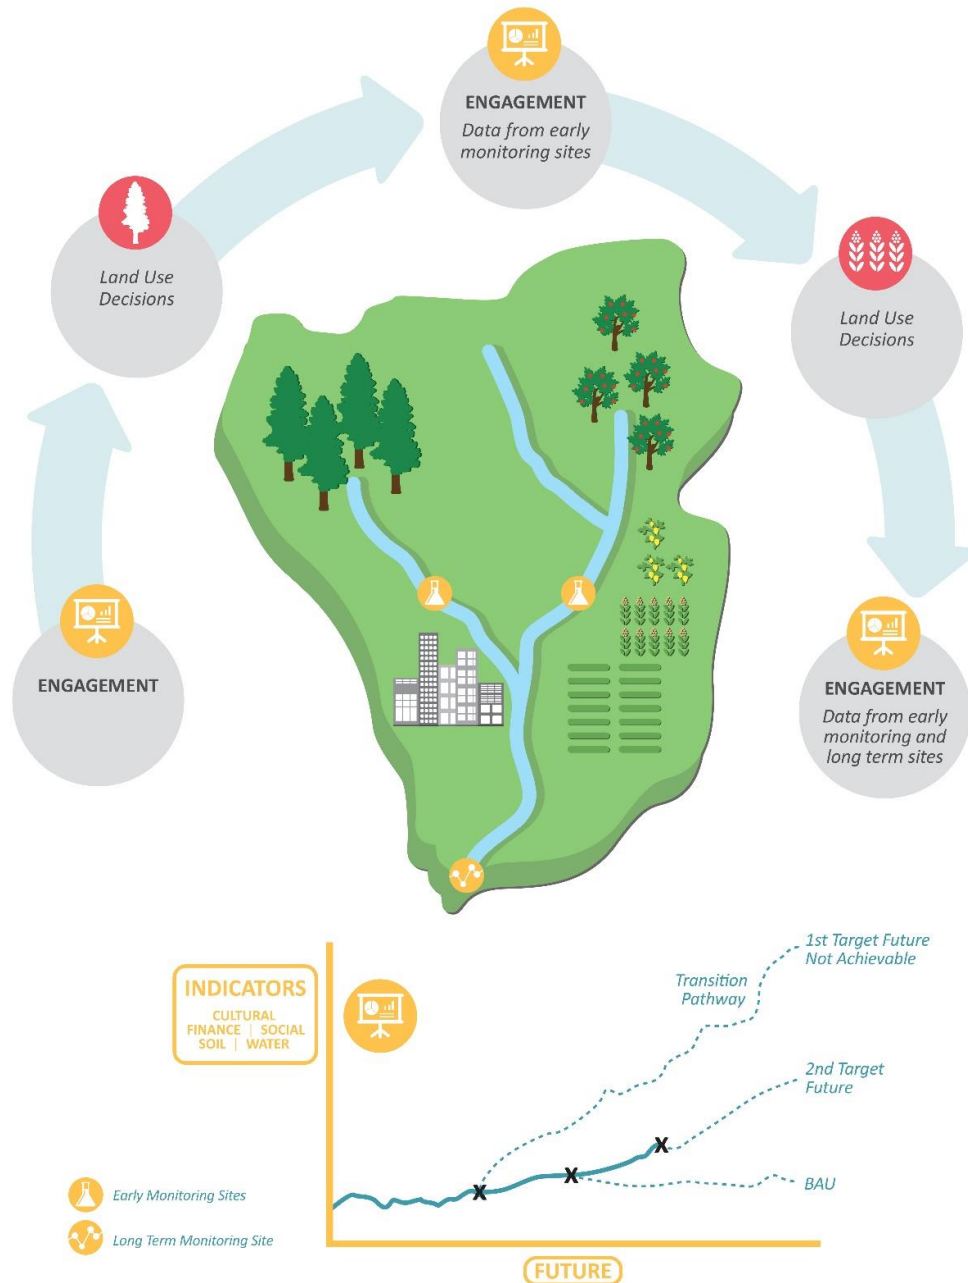 ENGAGEMENT
Data from early
monitoring sites
Land Use
Decisions
Land Use
Decisions
ENGAGEMENT
ENGAGEMENT
Data from early
monitoring and
long term sites
INDICATORS
CULTURAL
FINANCE | SOCIAL
SOIL | WATER
Transition
Pathway
1st Target Future
Not Achievable
2nd Target
Future
X
X
X
BAU
Early Monitoring Sites
Long Term Monitoring Site
FUTURE